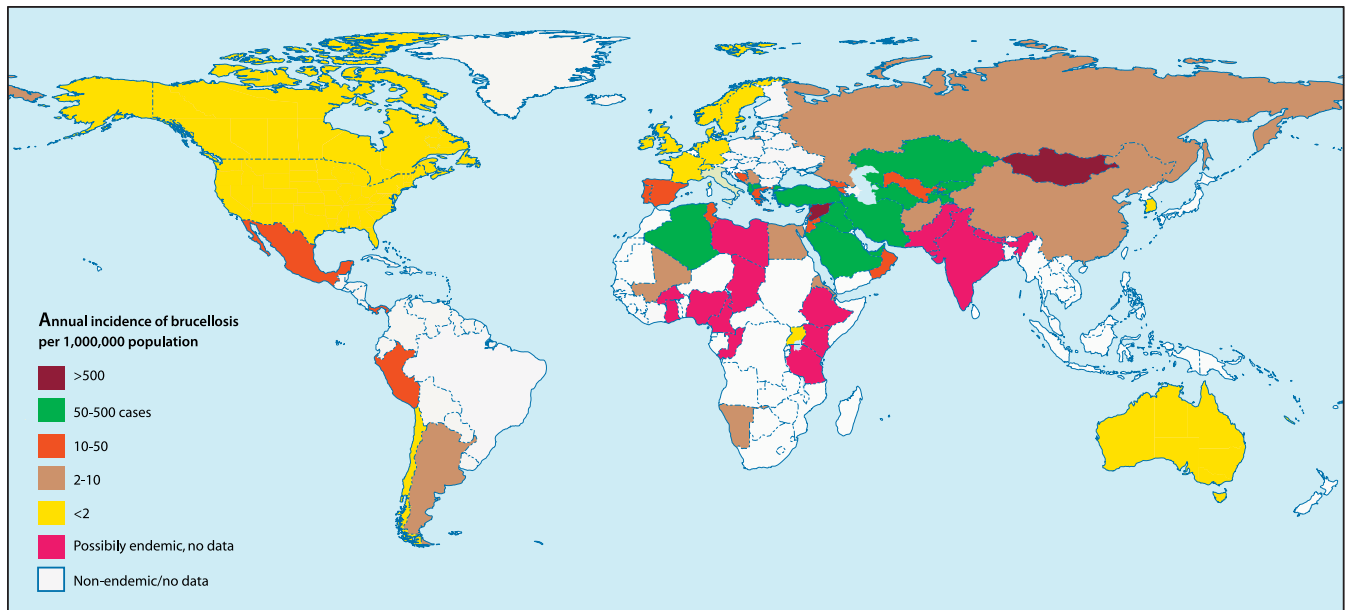 Annual incidence of brucellosis
per 1,000,000 population
>500
50-500 cases
10-50
2-10
<2
Possibily endemic, no data
Non-endemic/no data